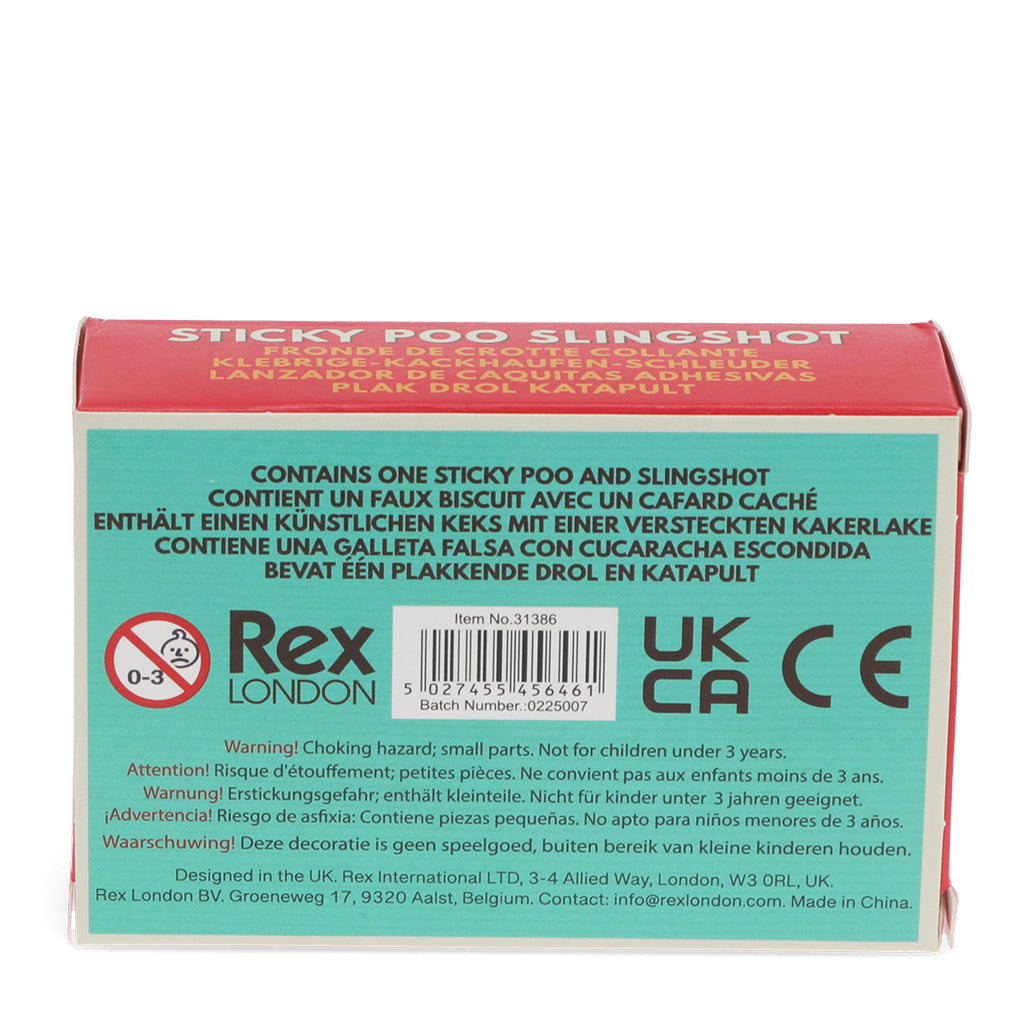 STICKY POO SLINGSHOT
FRONDE DE CROTTE COLLANTE
KLEBRIGE-KACKHAUFEN-SCHLEUDER
LANZADOR DE CAQUITAS ADHESIVAS
PLAK DROL KATAPULT
CONTAINS ONE STICKY POO AND SLINGSHOT
CONTIENT UN FAUX BISCUIT AVEC UN CAFARD CACHÉ
ENTHÄLT EINEN KÜNSTLICHEN KEKS MIT EINER VERSTECKTEN KAKERLAKE
CONTIENE UNA GALLETA FALSA CON CUCARACHA ESCONDIDA
BEVAT ÉÉN PLAKKENDE DROL EN KATAPULT
0-3
Rex
LONDON
Item No.31386
5 027455 456461
Batch Number.:0225007
UK
CA
CE
Warning! Choking hazard; small parts. Not for children under 3 years.
Attention! Risque d'étouffement; petites pièces. Ne convient pas aux enfants moins de 3 ans.
Warnung! Erstickungsgefahr; enthält kleinteile. Nicht für kinder unter 3 jahren geeignet.
¡Advertencia! Riesgo de asfixia: Contiene piezas pequeñas. No apto para niños menores de 3 años.
Waarschuwing! Deze decoratie is geen speelgoed, buiten bereik van kleine kinderen houden.
Designed in the UK. Rex International LTD, 3-4 Allied Way, London, W3 0RL, UK.
Rex London BV. Groeneweg 17, 9320 Aalst, Belgium. Contact: info@rexlondon.com. Made in China.